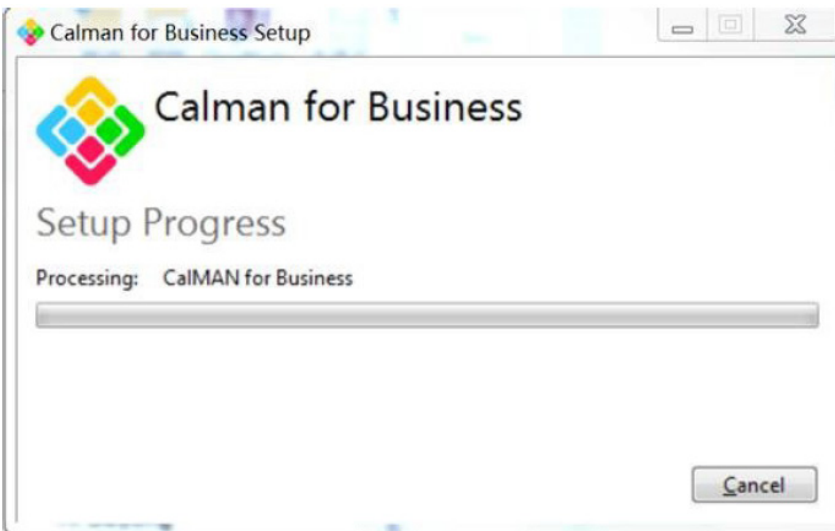 Calman for Business Setup
Calman for Business
Setup Progress
Processing: CalMAN for Business
Cancel